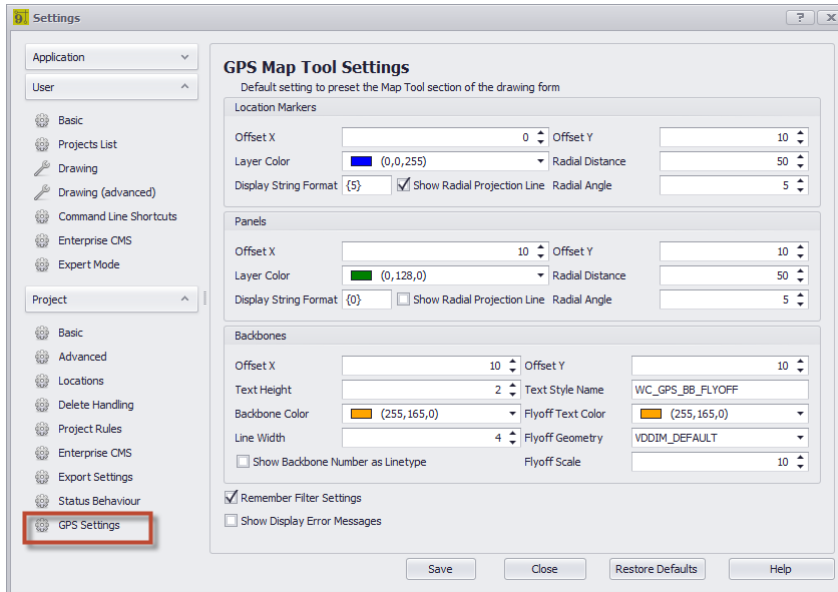 Settings
Application
User
Basic
Projects List
Drawing
Drawing (advanced)
Command Line Shortcuts
Enterprise CMS
Expert Mode
Project
Basic
Advanced
Locations
Delete Handling
Project Rules
Enterprise CMS
Export Settings
Status Behaviour
GPS Settings
GPS Map Tool Settings
Default setting to preset the Map Tool section of the drawing form
Location Markers
Offset X 0 Offset Y 10
Layer Color (0,0,255) Radial Distance 50
Display String Format {5} Show Radial Projection Line Radial Angle 5
Panels
Offset X 10 Offset Y 10
Layer Color (0,128,0) Radial Distance 50
Display String Format {0} Show Radial Projection Line Radial Angle 5
Backbones
Offset X 10 Offset Y 10
Text Height 2 Text Style Name WC_GPS_BB_FLYOFF
Backbone Color (255,165,0) Flyoff Text Color (255,165,0)
Line Width 4 Flyoff Geometry VDDIM_DEFAULT
Show Backbone Number as Linetype Flyoff Scale 10
Remember Filter Settings
Show Display Error Messages
Save Close Restore Defaults Help